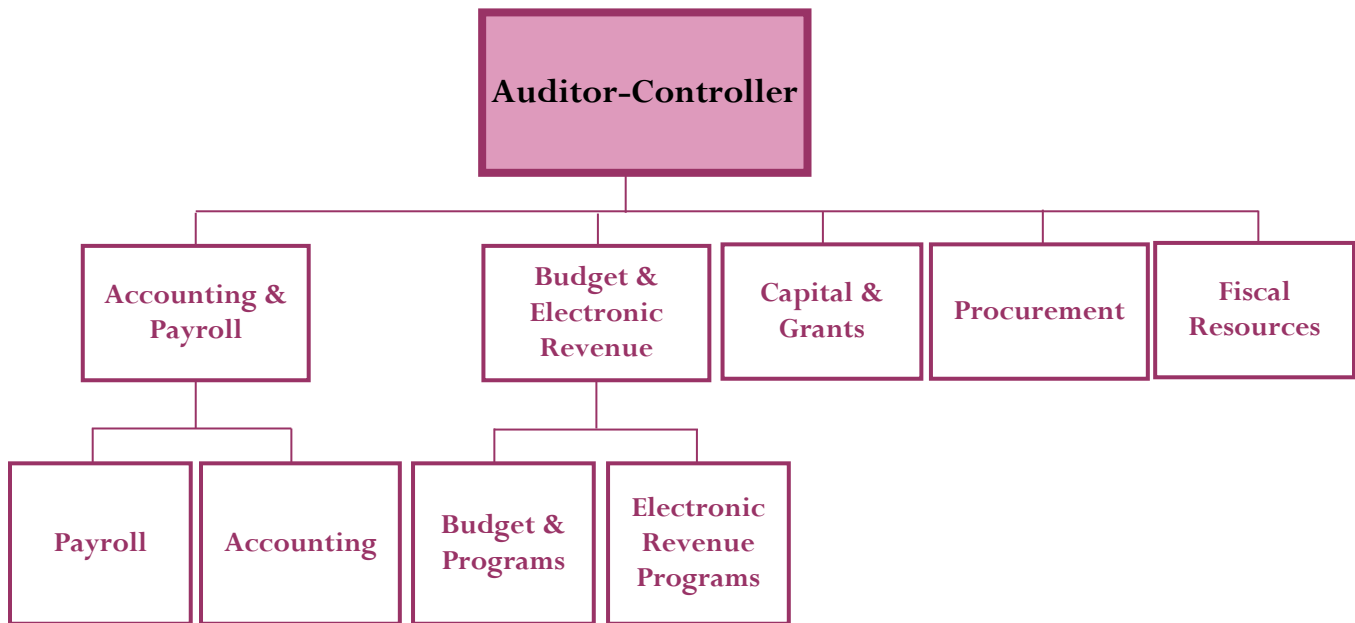 Auditor-Controller
Accounting &
Payroll
Budget &
Electronic
Revenue
Capital &
Grants
Procurement
Fiscal
Resources
Payroll
Accounting
Budget &
Programs
Electronic
Revenue
Programs